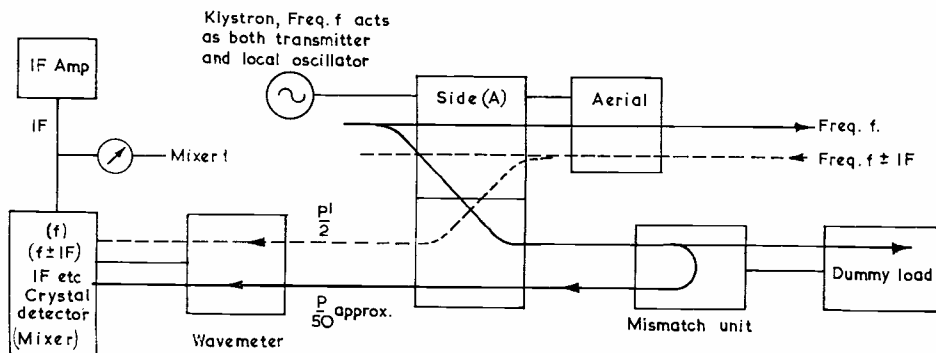 Klystron, Freq. f acts
as both transmitter
and local oscillator
IF Amp
Side (A)
Aerial
IF
Freq. f.
Mixer I
Freq. f ± IF
P¹/2
(f)
(f±IF)
IF etc
Crystal
detector
(Mixer)
Dummy load
P/50 approx.
Wavemeter
Mismatch unit